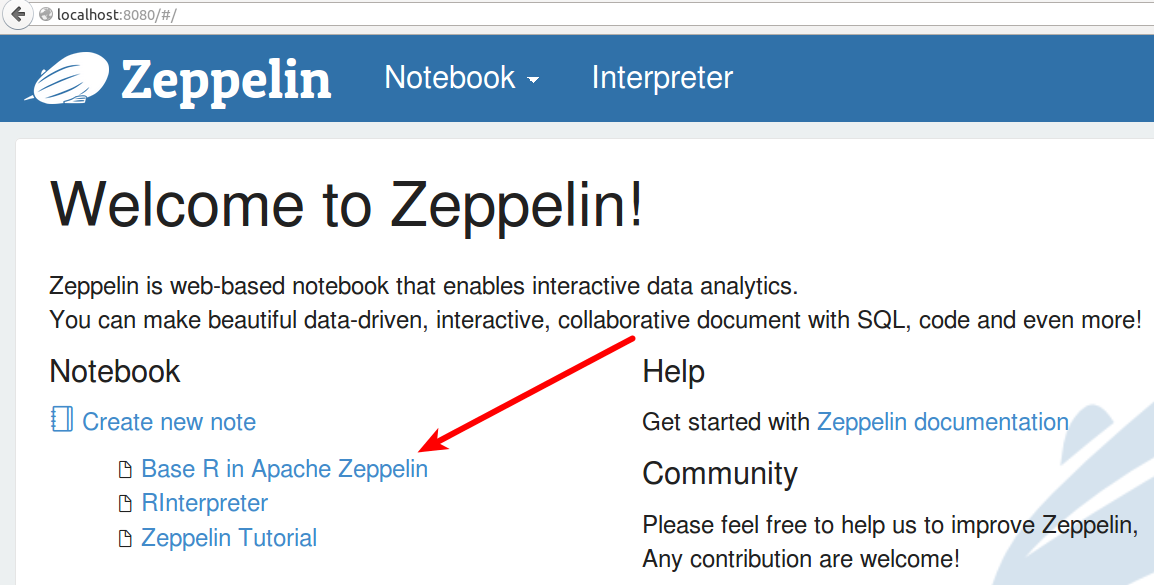 localhost:8080/#/
Zeppelin Notebook Interpreter
Welcome to Zeppelin!
Zeppelin is web-based notebook that enables interactive data analytics.
You can make beautiful data-driven, interactive, collaborative document with SQL, code and even more!
Notebook
Create new note
Base R in Apache Zeppelin
RInterpreter
Zeppelin Tutorial
Help
Get started with Zeppelin documentation
Community
Please feel free to help us to improve Zeppelin,
Any contribution are welcome!